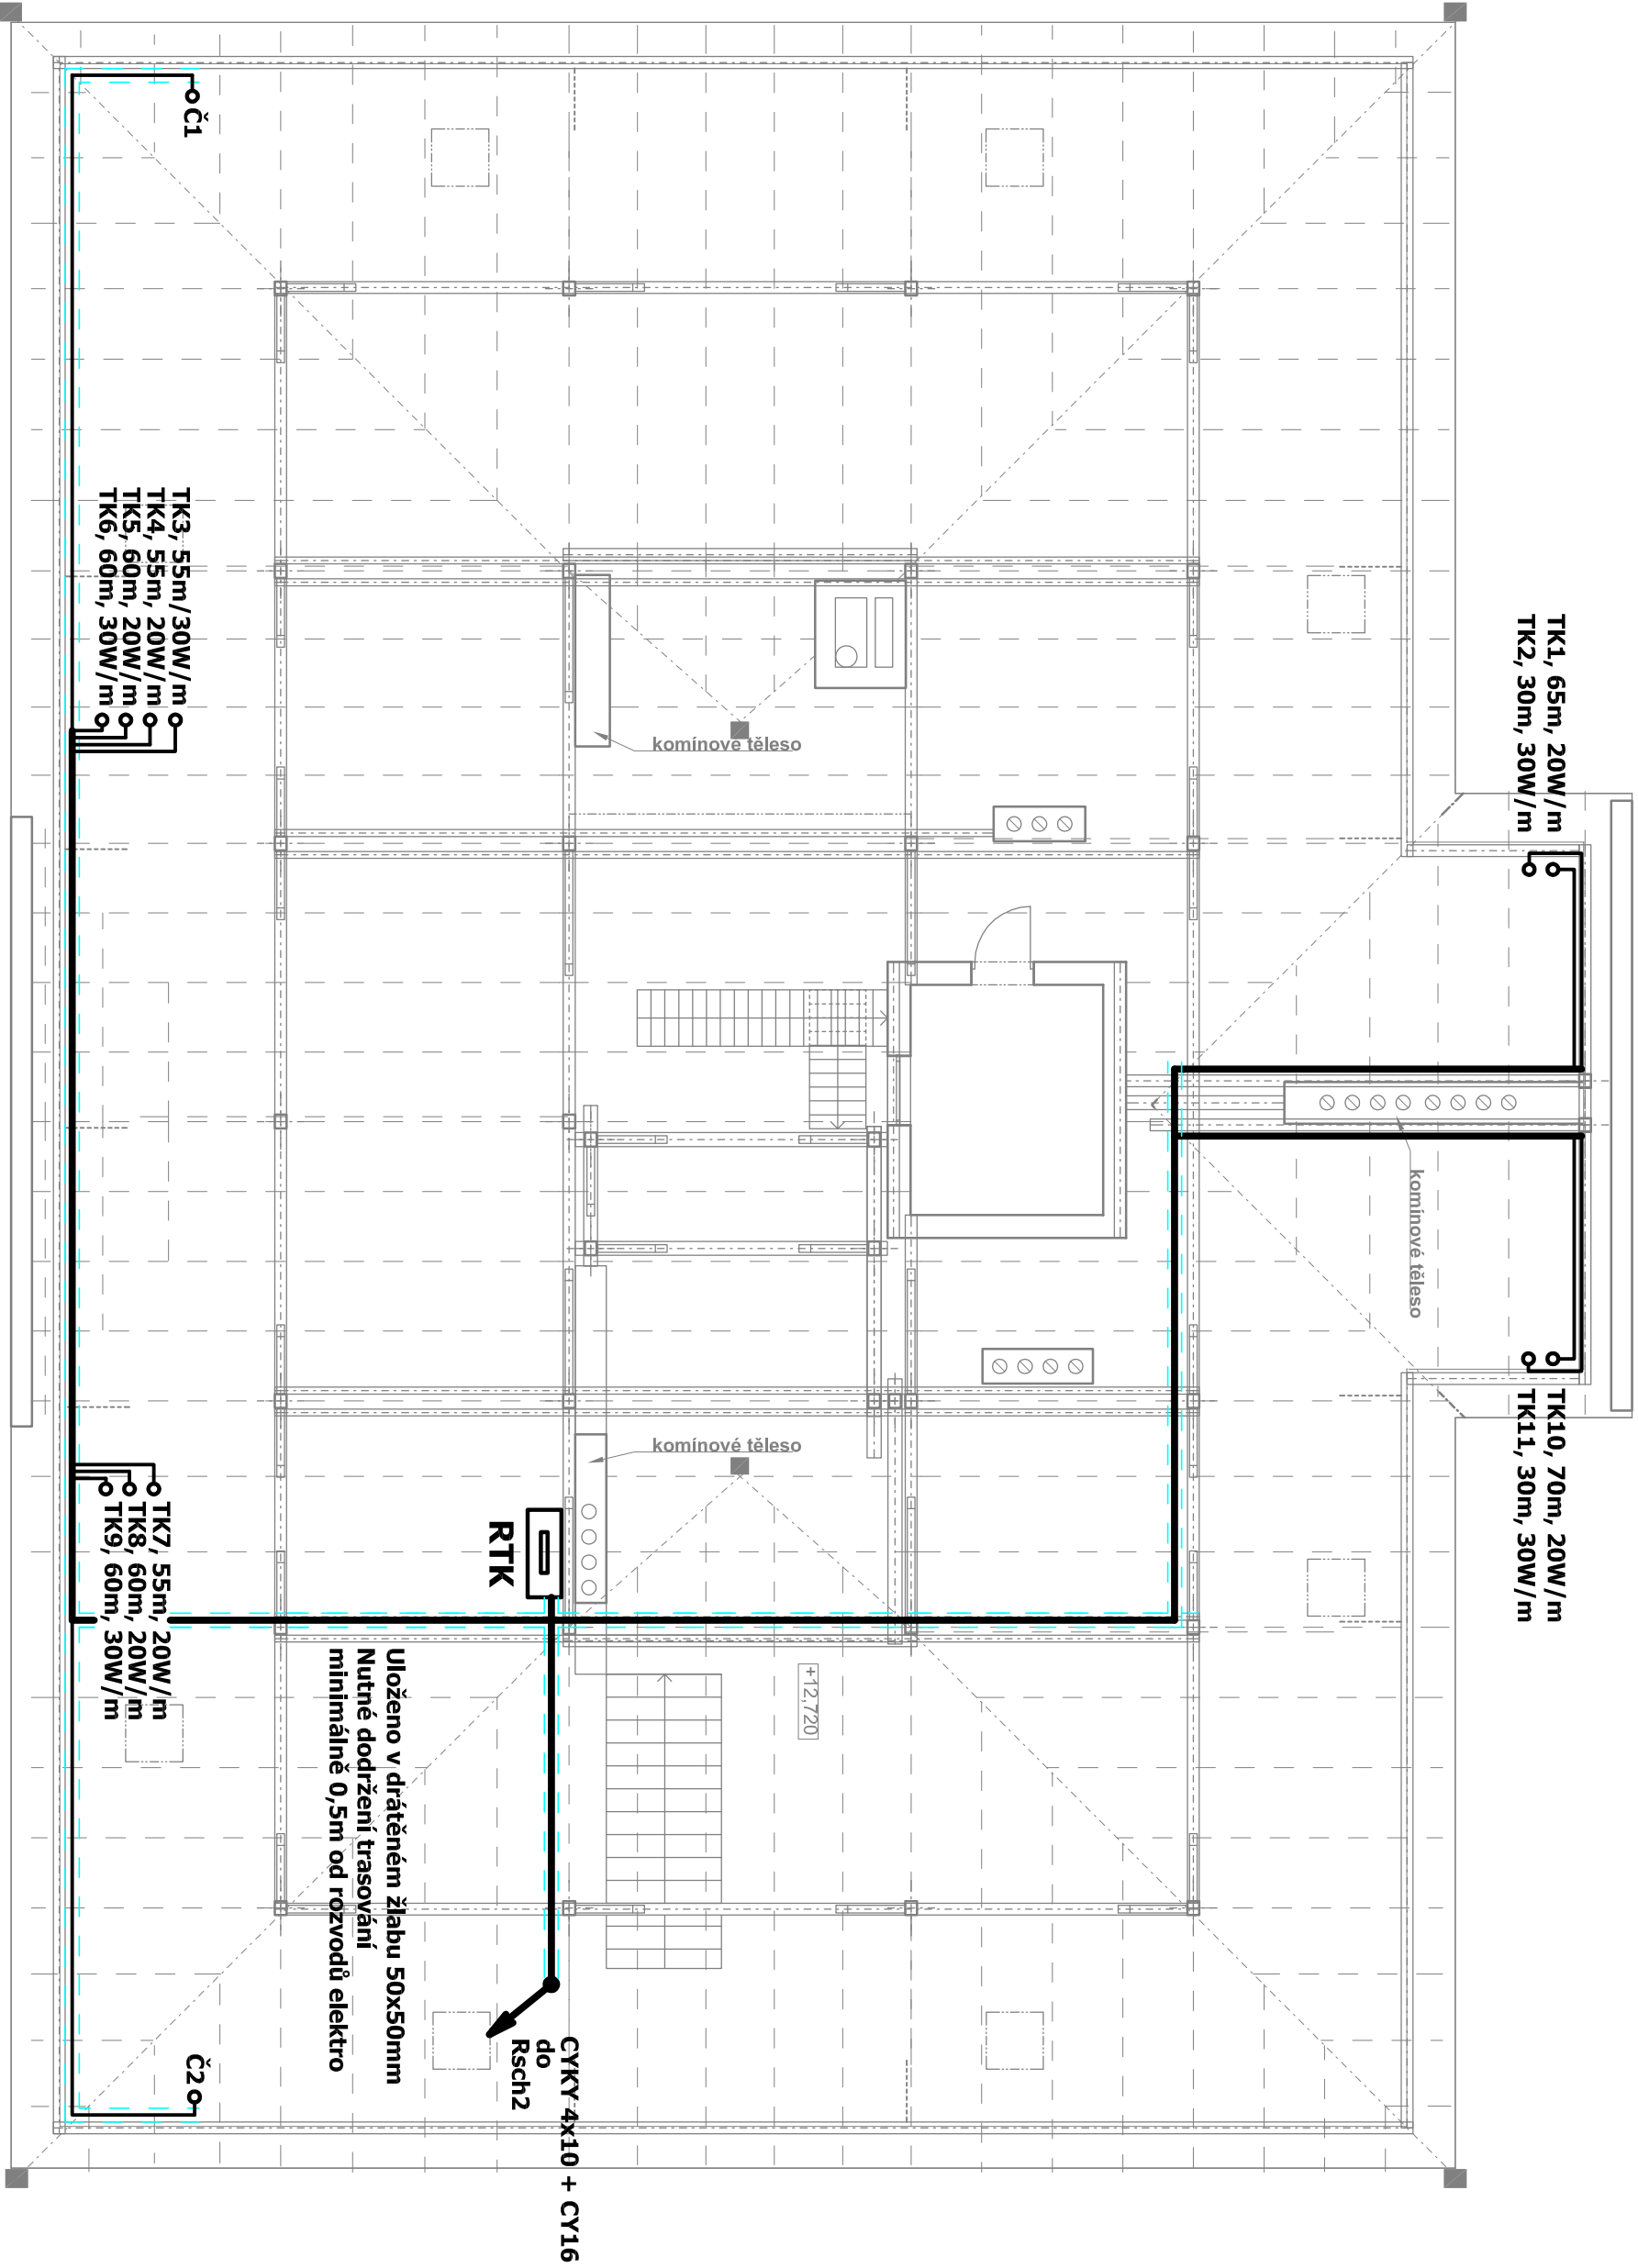 TK1, 65m, 20W/m
TK2, 30m, 30W/m
TK10, 70m, 20W/m
TK11, 30m, 30W/m
komínové těleso
komínové těleso
komínové těleso
+12,720
CYKY 4x10 + CY16
do
Rsch2
RTK
Uloženo v drátěném žlabu 50x50mm
Nutné dodržení trasování
minimálně 0,5m od rozvodů elektro
Č1
Č2
TK3, 55m/30W/m
TK4, 55m, 20W/m
TK5, 60m, 20W/m
TK6, 60m, 30W/m
TK7, 55m, 20W/m
TK8, 60m, 20W/m
TK9, 60m, 30W/m